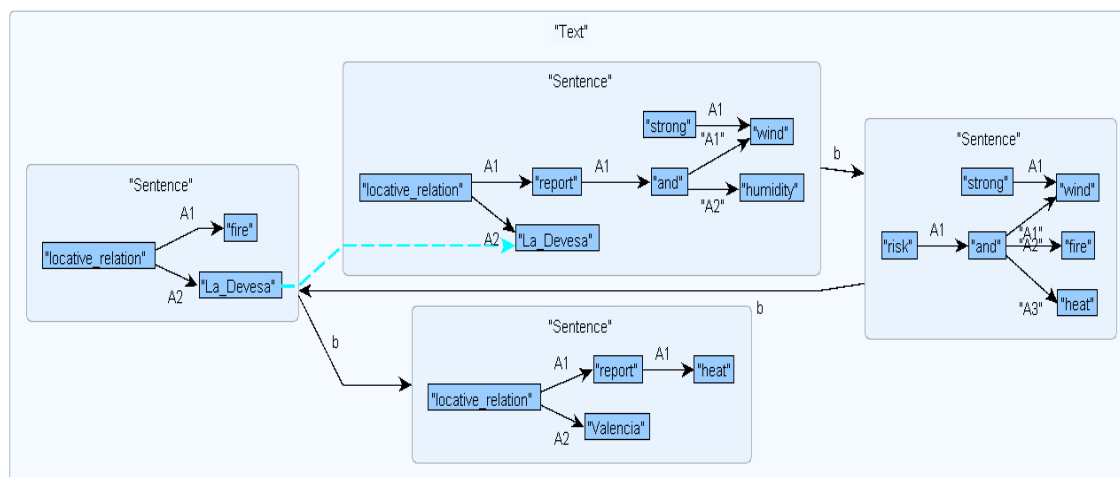 "Text"
"Sentence"
"strong"
A1
"wind"
"A1"
"locative_relation"
A1
"report"
A1
"and"
"humidity"
"A2"
A2
"La_Devesa"
b
"Sentence"
"strong"
A1
"wind"
"risk"
A1
"and"
"A1"
"A2"
"fire"
"A3"
"heat"
b
"Sentence"
A1
"fire"
"locative_relation"
A2
"La_Devesa"
b
"Sentence"
A1
"report"
A1
"heat"
"locative_relation"
A2
"Valencia"